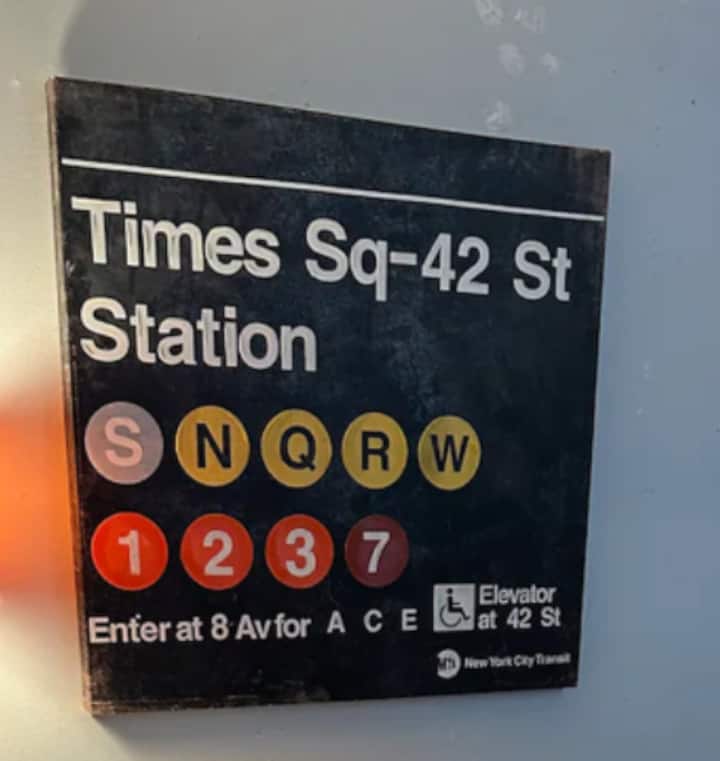 Times Sq-42 St
Station
S N Q R W
1 2 3 7
Enter at 8 Av for A C E
Elevator
at 42 St
New York City Transit